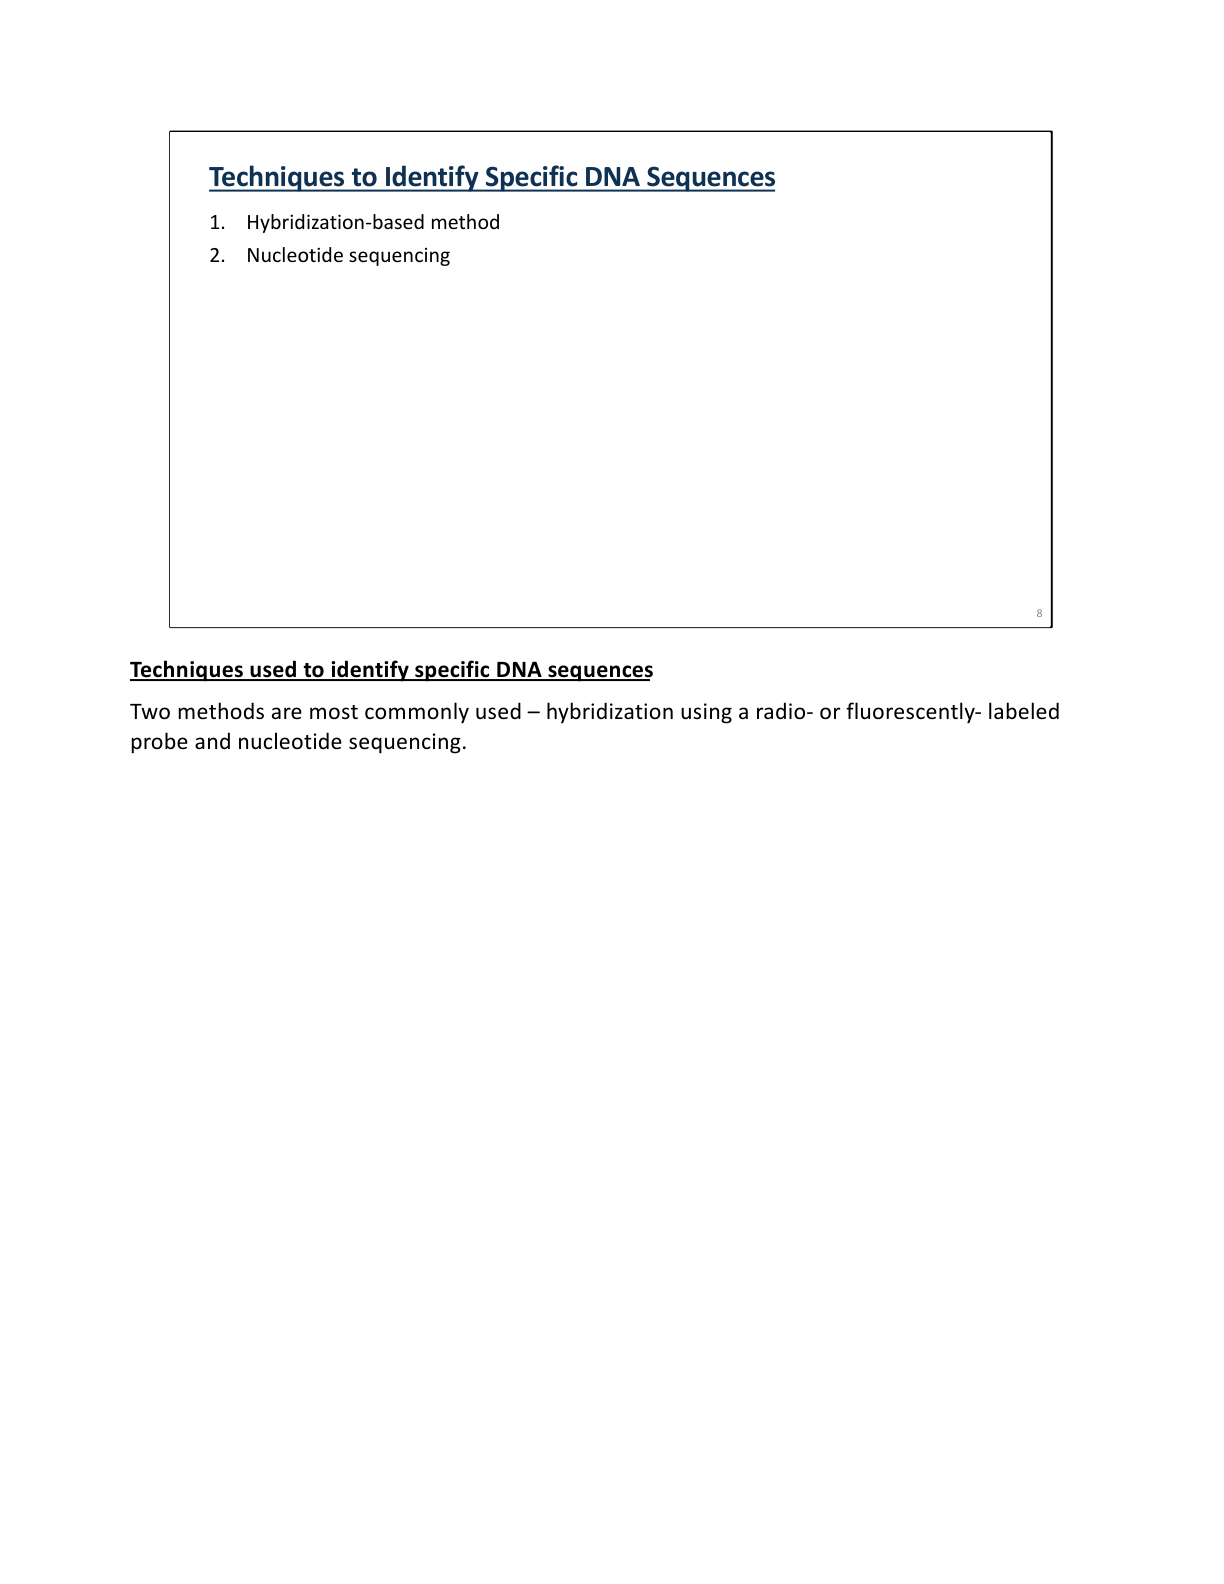 Techniques to Identify Specific DNA Sequences
1. Hybridization-based method
2. Nucleotide sequencing
8
Techniques used to identify specific DNA sequences
Two methods are most commonly used – hybridization using a radio- or fluorescently- labeled
probe and nucleotide sequencing.